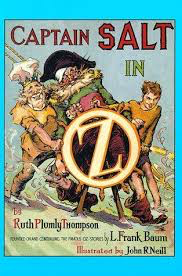 CAPTAIN SALT
IN
OZ
by
RUTH PLUMLY THOMPSON
FOUNDED ON AND CONTINUING THE FAMOUS OZ STORIES by L. FRANK BAUM
Illustrated by JOHN R. NEILL